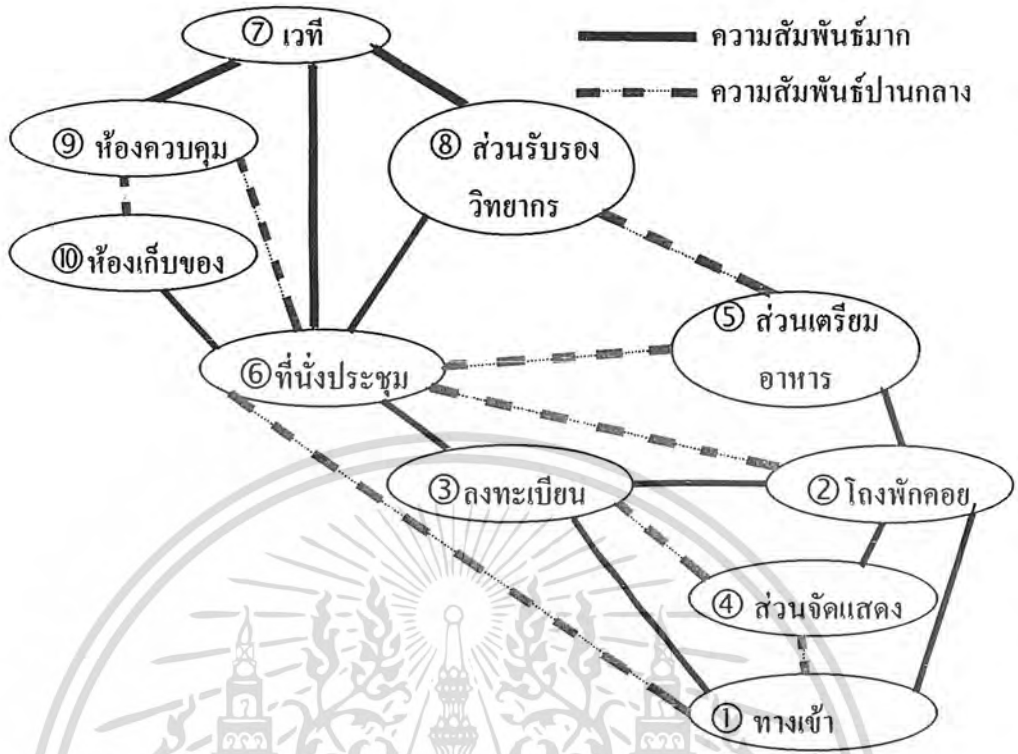 ⑦ เวที
ความสัมพันธ์มาก
ความสัมพันธ์ปานกลาง
⑨ ห้องควบคุม
⑧ ส่วนรับรอง
วิทยากร
⑩ ห้องเก็บของ
⑤ ส่วนเตรียม
อาหาร
⑥ ที่นั่งประชุม
③ ลงทะเบียน
② โถงพักคอย
④ ส่วนจัดแสดง
① ทางเข้า